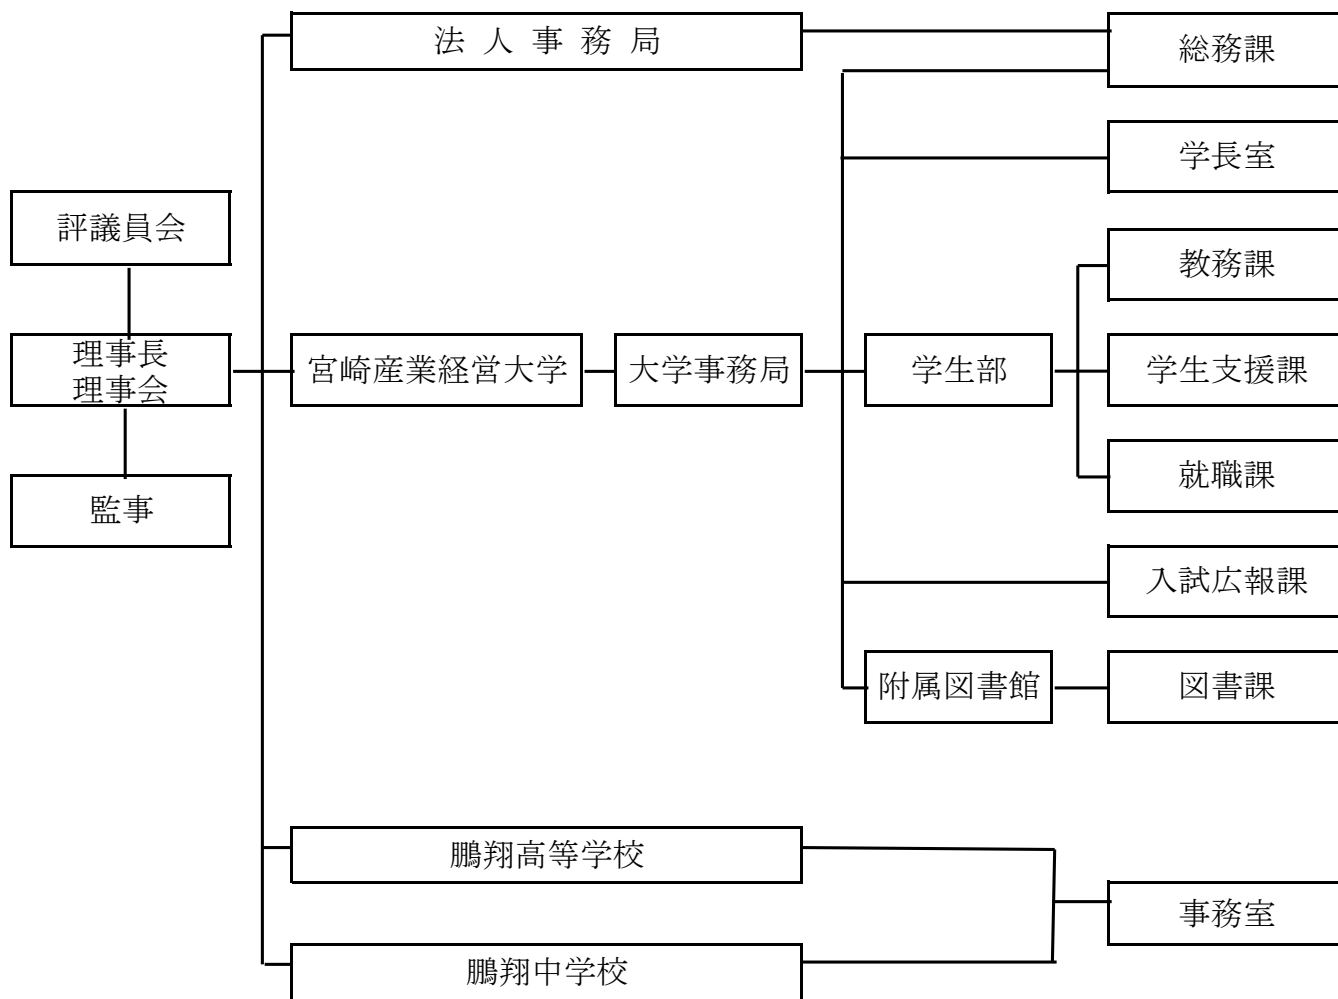 法 人 事 務 局
総務課
学長室
評議員会
教務課
理事長
理事会
宮崎産業経営大学
大学事務局
学生部
学生支援課
就職課
監事
入試広報課
附属図書館
図書課
鵬翔高等学校
事務室
鵬翔中学校